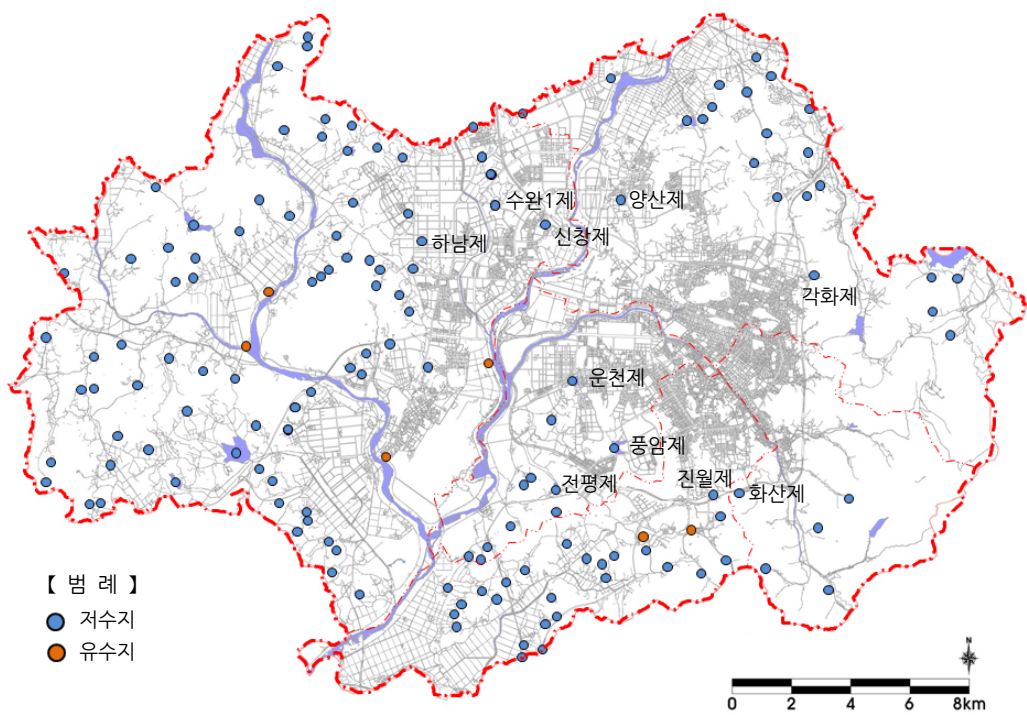 수완1제
양산제
신창제
하남제
각화제
운천제
풍암제
전평제
진월제
화산제
【 범 례 】
저수지
유수지
N
0 2 4 6 8km